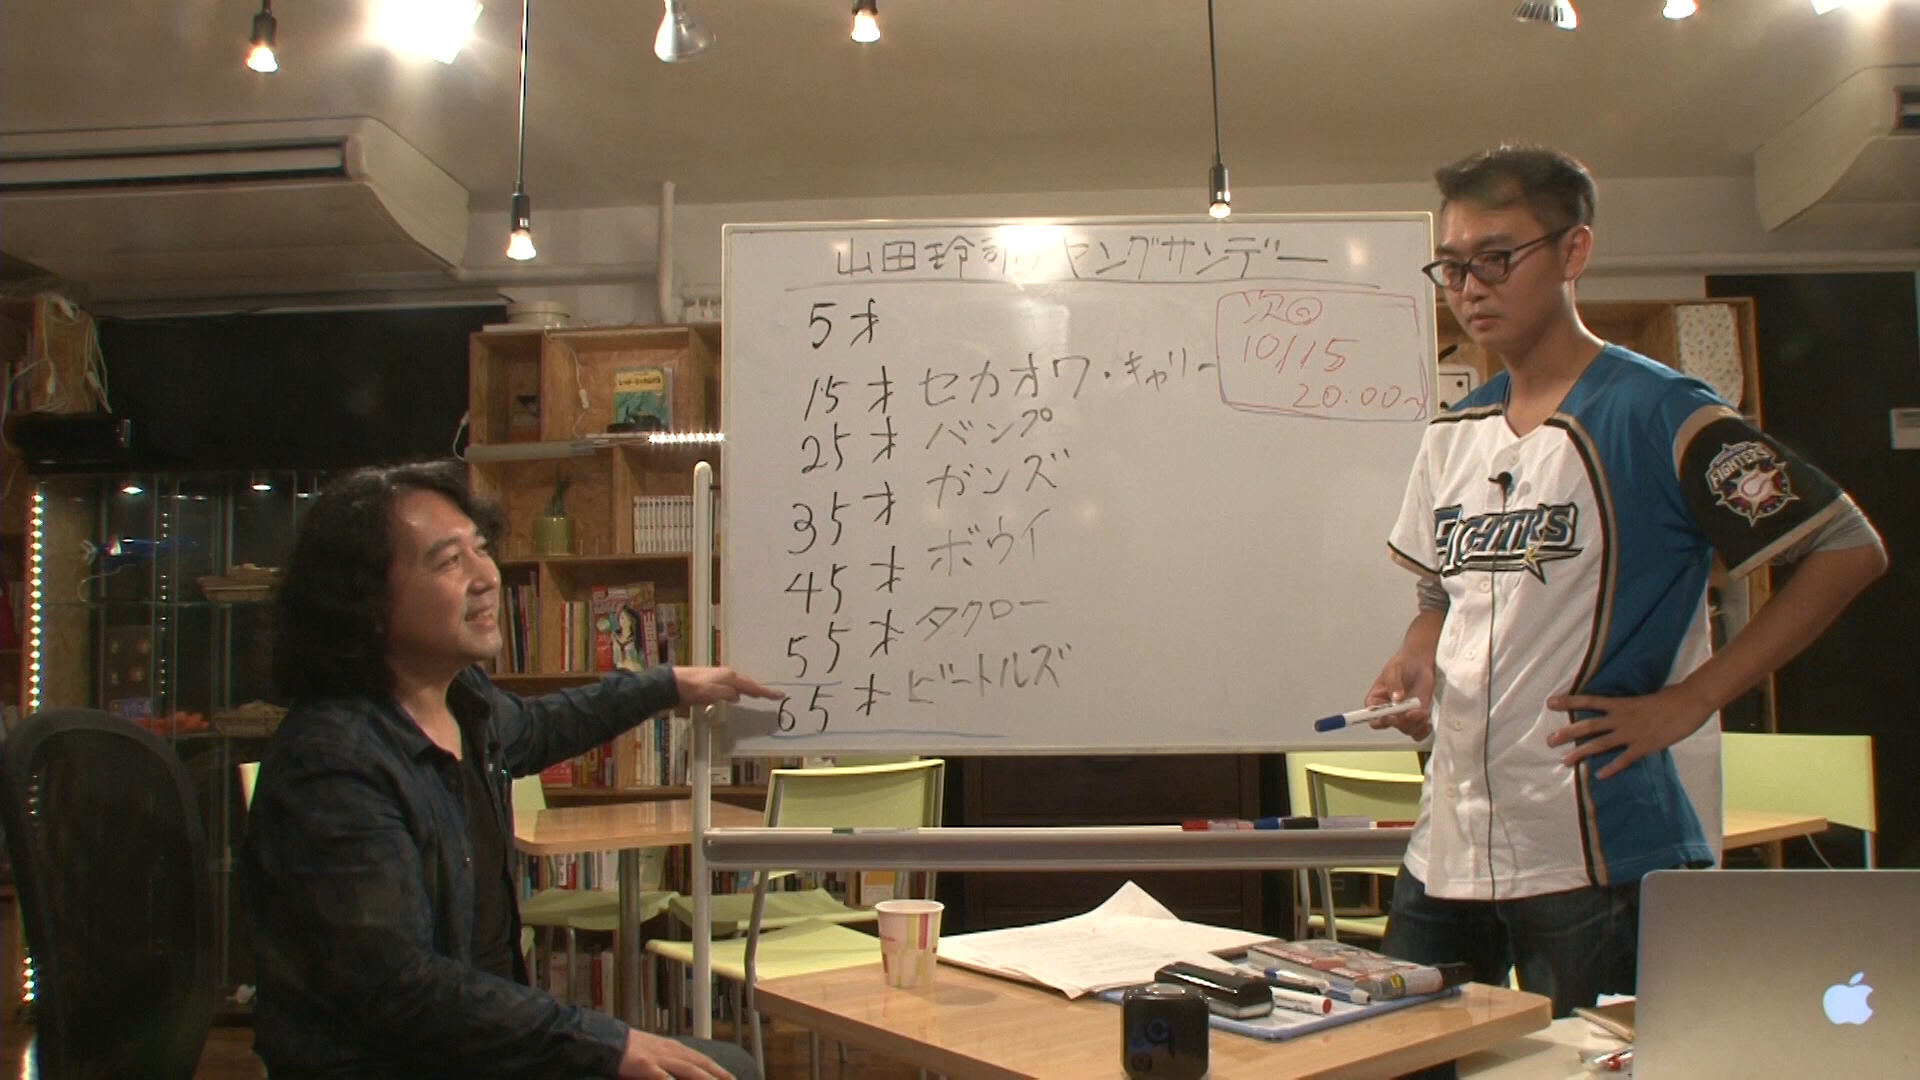 山田玲司のヤングサンデー
次回
10/15
20:00〜
5才
15才 セカオワ・キャリー
25才 バンプ
35才 ガンズ
45才 ボウイ
55才 タクロー
65才 ビートルズ
FIGHTERS
FIGHTERS